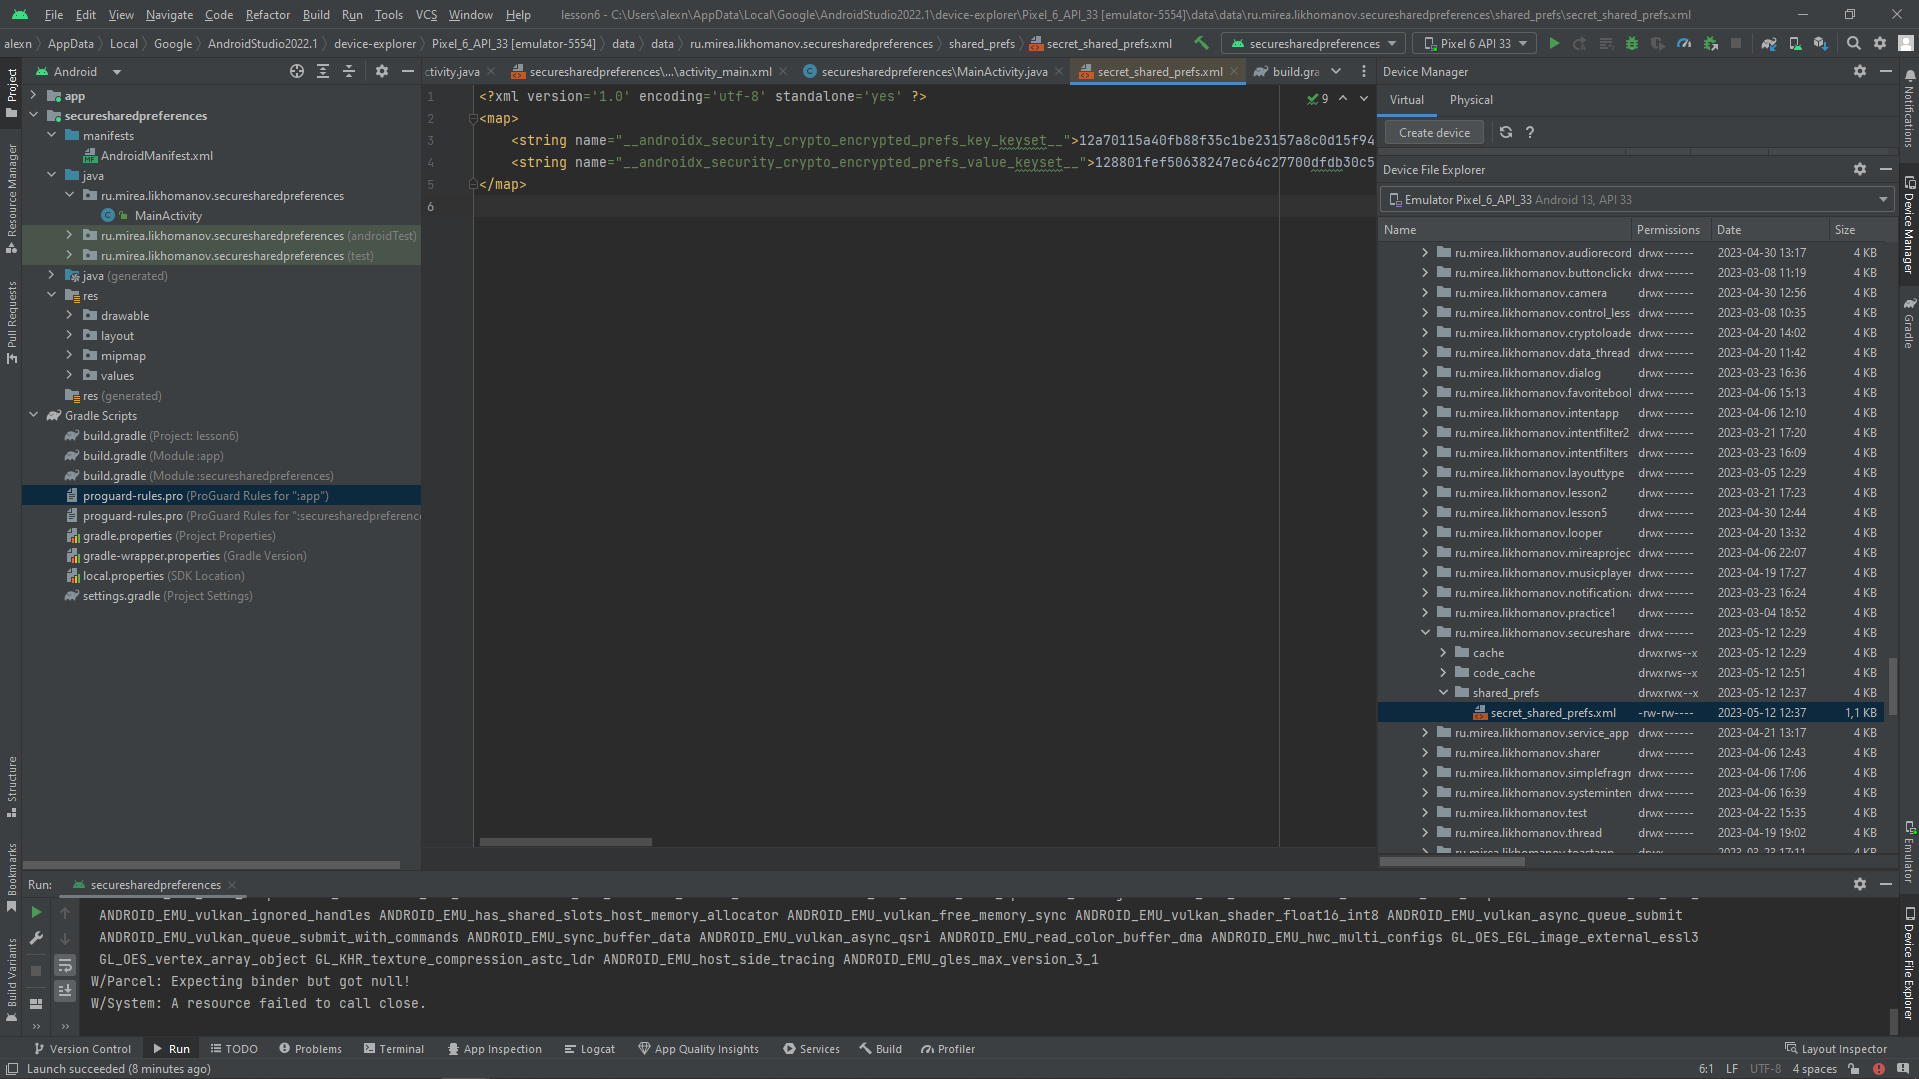 File Edit View Navigate Code Refactor Build Run Tools VCS Window Help lesson6 - C:\Users\alexn\AppData\Local\Google\AndroidStudio2022.1\device-explorer\Pixel_6_API_33 [emulator-5554]\data\data\ru.mirea.likhomanov.securesharedpreferences\shared_prefs\secret_shared_prefs.xml
alexn AppData Local Google AndroidStudio2022.1 device-explorer Pixel_6_API_33 [emulator-5554] data data ru.mirea.likhomanov.securesharedpreferences shared_prefs secret_shared_prefs.xml securesharedpreferences Pixel 6 API 33
Project
Resource Manager
Pull Requests
Structure
Bookmarks
Build Variants
Android
app
securesharedpreferences
manifests
AndroidManifest.xml
java
ru.mirea.likhomanov.securesharedpreferences
MainActivity
ru.mirea.likhomanov.securesharedpreferences (androidTest)
ru.mirea.likhomanov.securesharedpreferences (test)
java (generated)
res
drawable
layout
mipmap
values
res (generated)
Gradle Scripts
build.gradle (Project: lesson6)
build.gradle (Module :app)
build.gradle (Module :securesharedpreferences)
proguard-rules.pro (ProGuard Rules for ":app")
proguard-rules.pro (ProGuard Rules for ":securesharedpreference
gradle.properties (Project Properties)
gradle-wrapper.properties (Gradle Version)
local.properties (SDK Location)
settings.gradle (Project Settings)
ctivity.java securesharedpreferences\...\activity_main.xml securesharedpreferences\MainActivity.java secret_shared_prefs.xml build.gra
1 <?xml version='1.0' encoding='utf-8' standalone='yes' ?>
9
2 <map>
3 <string name="__androidx_security_crypto_encrypted_prefs_key_keyset__">12a70115a40fb88f35c1be23157a8c0d15f94
4 <string name="__androidx_security_crypto_encrypted_prefs_value_keyset__">128801fef50638247ec64c27700dfdb30c5
5 </map>
6
Device Manager
Virtual Physical
Create device ?
Device File Explorer
Emulator Pixel_6_API_33 Android 13, API 33
Name Permissions Date Size
ru.mirea.likhomanov.audiorecord drwx------ 2023-04-30 13:17 4 KB
ru.mirea.likhomanov.buttonclicke drwx------ 2023-03-08 11:19 4 KB
ru.mirea.likhomanov.camera drwx------ 2023-04-30 12:56 4 KB
ru.mirea.likhomanov.control_less drwx------ 2023-03-08 10:35 4 KB
ru.mirea.likhomanov.cryptoloade drwx------ 2023-04-20 14:02 4 KB
ru.mirea.likhomanov.data_thread drwx------ 2023-04-20 11:42 4 KB
ru.mirea.likhomanov.dialog drwx------ 2023-03-23 16:36 4 KB
ru.mirea.likhomanov.favoritebool drwx------ 2023-04-06 15:13 4 KB
ru.mirea.likhomanov.intentapp drwx------ 2023-04-06 12:10 4 KB
ru.mirea.likhomanov.intentfilter2 drwx------ 2023-03-21 17:20 4 KB
ru.mirea.likhomanov.intentfilters drwx------ 2023-03-23 16:09 4 KB
ru.mirea.likhomanov.layouttype drwx------ 2023-03-05 12:29 4 KB
ru.mirea.likhomanov.lesson2 drwx------ 2023-03-21 17:23 4 KB
ru.mirea.likhomanov.lesson5 drwx------ 2023-04-30 12:44 4 KB
ru.mirea.likhomanov.looper drwx------ 2023-04-20 13:32 4 KB
ru.mirea.likhomanov.mireaprojec drwx------ 2023-04-06 22:07 4 KB
ru.mirea.likhomanov.musicplayer drwx------ 2023-04-19 17:27 4 KB
ru.mirea.likhomanov.notification drwx------ 2023-03-23 16:24 4 KB
ru.mirea.likhomanov.practice1 drwx------ 2023-03-04 18:52 4 KB
ru.mirea.likhomanov.secureshare drwx------ 2023-05-12 12:29 4 KB
cache drwxrws--x 2023-05-12 12:29 4 KB
code_cache drwxrws--x 2023-05-12 12:51 4 KB
shared_prefs drwxrwx--x 2023-05-12 12:37 4 KB
secret_shared_prefs.xml -rw-rw---- 2023-05-12 12:37 1,1 KB
ru.mirea.likhomanov.service_app drwx------ 2023-04-21 13:17 4 KB
ru.mirea.likhomanov.sharer drwx------ 2023-04-06 12:43 4 KB
ru.mirea.likhomanov.simplefragm drwx------ 2023-04-06 17:06 4 KB
ru.mirea.likhomanov.systeminten drwx------ 2023-04-06 16:39 4 KB
ru.mirea.likhomanov.test drwx------ 2023-04-22 15:35 4 KB
ru.mirea.likhomanov.thread drwx------ 2023-04-19 19:02 4 KB
Notifications
Device Manager
Gradle
Emulator
Device File Explorer
Run: securesharedpreferences
ANDROID_EMU_vulkan_ignored_handles ANDROID_EMU_has_shared_slots_host_memory_allocator ANDROID_EMU_vulkan_free_memory_sync ANDROID_EMU_vulkan_shader_float16_int8 ANDROID_EMU_vulkan_async_queue_submit
ANDROID_EMU_vulkan_queue_submit_with_commands ANDROID_EMU_sync_buffer_data ANDROID_EMU_vulkan_async_qsri ANDROID_EMU_read_color_buffer_dma ANDROID_EMU_hwc_multi_configs GL_OES_EGL_image_external_essl3
GL_OES_vertex_array_object GL_KHR_texture_compression_astc_ldr ANDROID_EMU_host_side_tracing ANDROID_EMU_gles_max_version_3_1
W/Parcel: Expecting binder but got null!
W/System: A resource failed to call close.
Version Control Run TODO Problems Terminal App Inspection Logcat App Quality Insights Services Build Profiler Layout Inspector
Launch succeeded (8 minutes ago) 6:1 LF UTF-8 4 spaces